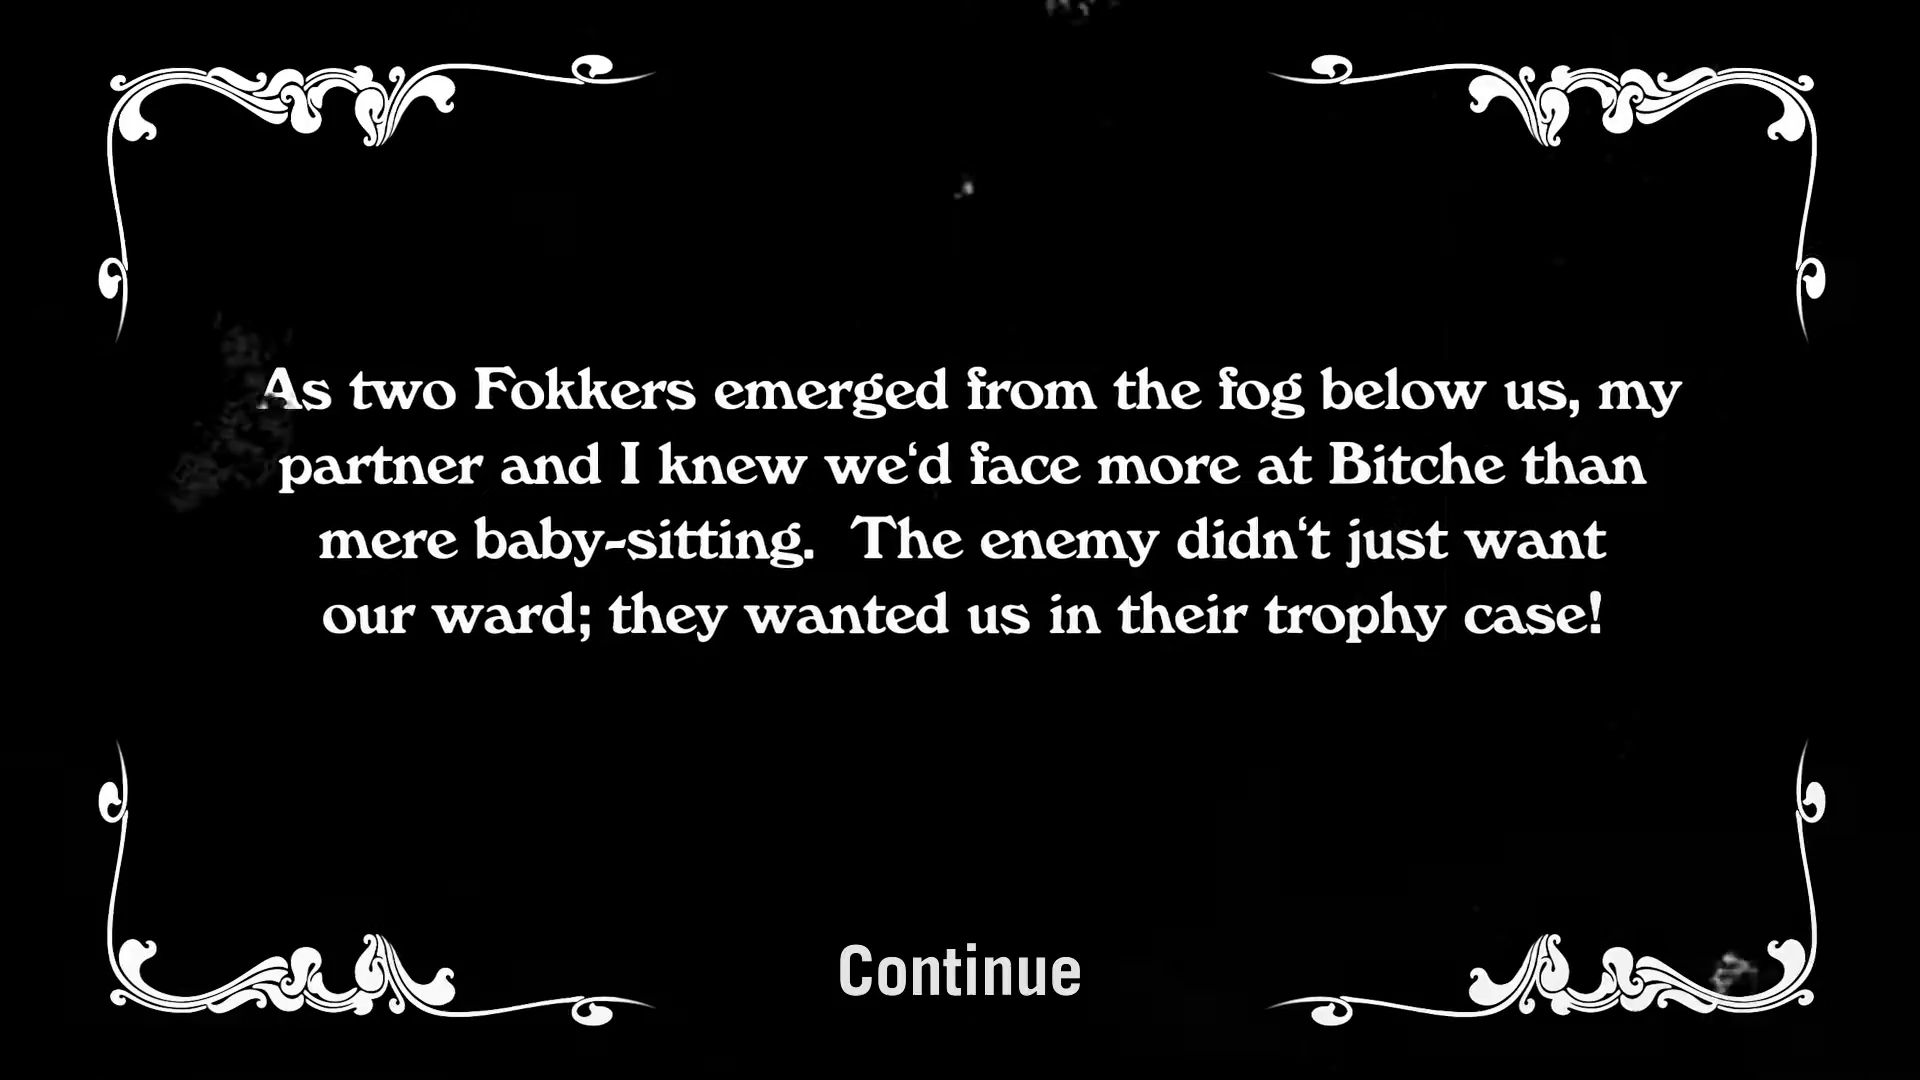 As two Fokkers emerged from the fog below us, my
partner and I knew we‘d face more at Bitche than
mere baby-sitting.  The enemy didn‘t just want
our ward; they wanted us in their trophy case!
Continue